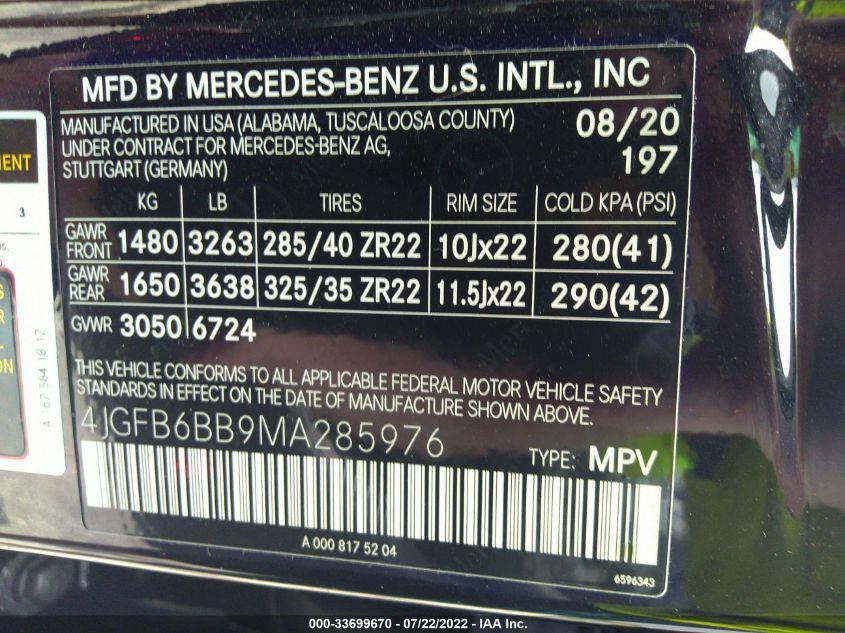 MFD BY MERCEDES-BENZ U.S. INTL., INC
MANUFACTURED IN USA (ALABAMA, TUSCALOOSA COUNTY) 08/20
UNDER CONTRACT FOR MERCEDES-BENZ AG, 197
STUTTGART (GERMANY)
KG LB TIRES RIM SIZE COLD KPA (PSI)
GAWR FRONT 1480 3263 285/40 ZR22 10Jx22 280(41)
GAWR REAR 1650 3638 325/35 ZR22 11.5Jx22 290(42)
GVWR 3050 6724
THIS VEHICLE CONFORMS TO ALL APPLICABLE FEDERAL MOTOR VEHICLE SAFETY
STANDARDS IN EFFECT ON THE DATE OF MANUFACTURE SHOWN ABOVE.
4JGFB6BB9MA285976
TYPE: MPV
A 000 817 52 04
6596343
3
A 167 584 18 12
000-33699670 - 07/22/2022 - IAA Inc.